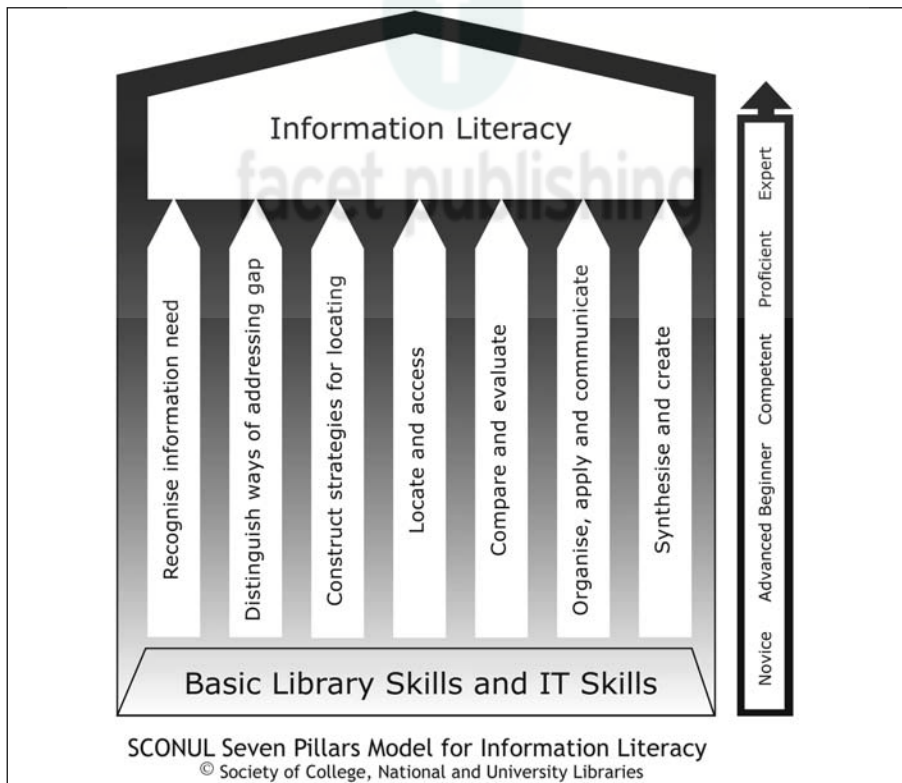 Information Literacy
facet publishing
Recognise information need
Distinguish ways of addressing gap
Construct strategies for locating
Locate and access
Compare and evaluate
Organise, apply and communicate
Synthesise and create
Basic Library Skills and IT Skills
Novice Advanced Beginner Competent Proficient Expert
SCONUL Seven Pillars Model for Information Literacy
© Society of College, National and University Libraries